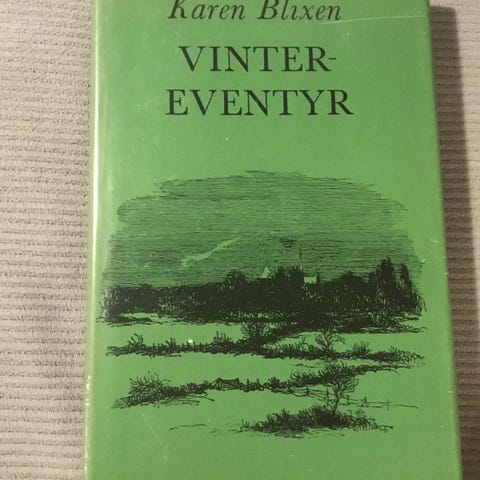 Karen Blixen
VINTER-
EVENTYR